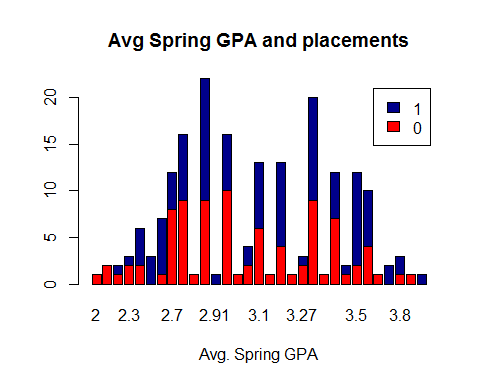 Avg Spring GPA and placements
20
15
10
5
0
1
0
2 2.3 2.7 2.91 3.1 3.27 3.5 3.8
Avg. Spring GPA